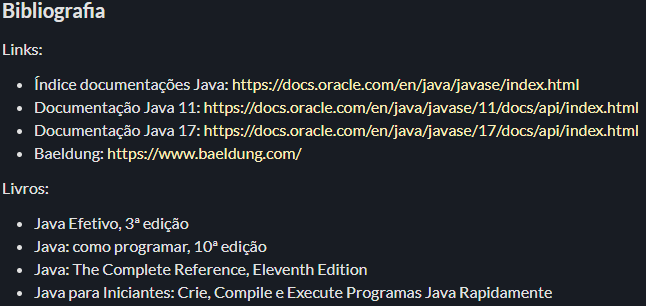 Bibliografia
Links:
• Índice documentações Java: https://docs.oracle.com/en/java/javase/index.html
• Documentação Java 11: https://docs.oracle.com/en/java/javase/11/docs/api/index.html
• Documentação Java 17: https://docs.oracle.com/en/java/javase/17/docs/api/index.html
• Baeldung: https://www.baeldung.com/
Livros:
• Java Efetivo, 3ª edição
• Java: como programar, 10ª edição
• Java: The Complete Reference, Eleventh Edition
• Java para Iniciantes: Crie, Compile e Execute Programas Java Rapidamente